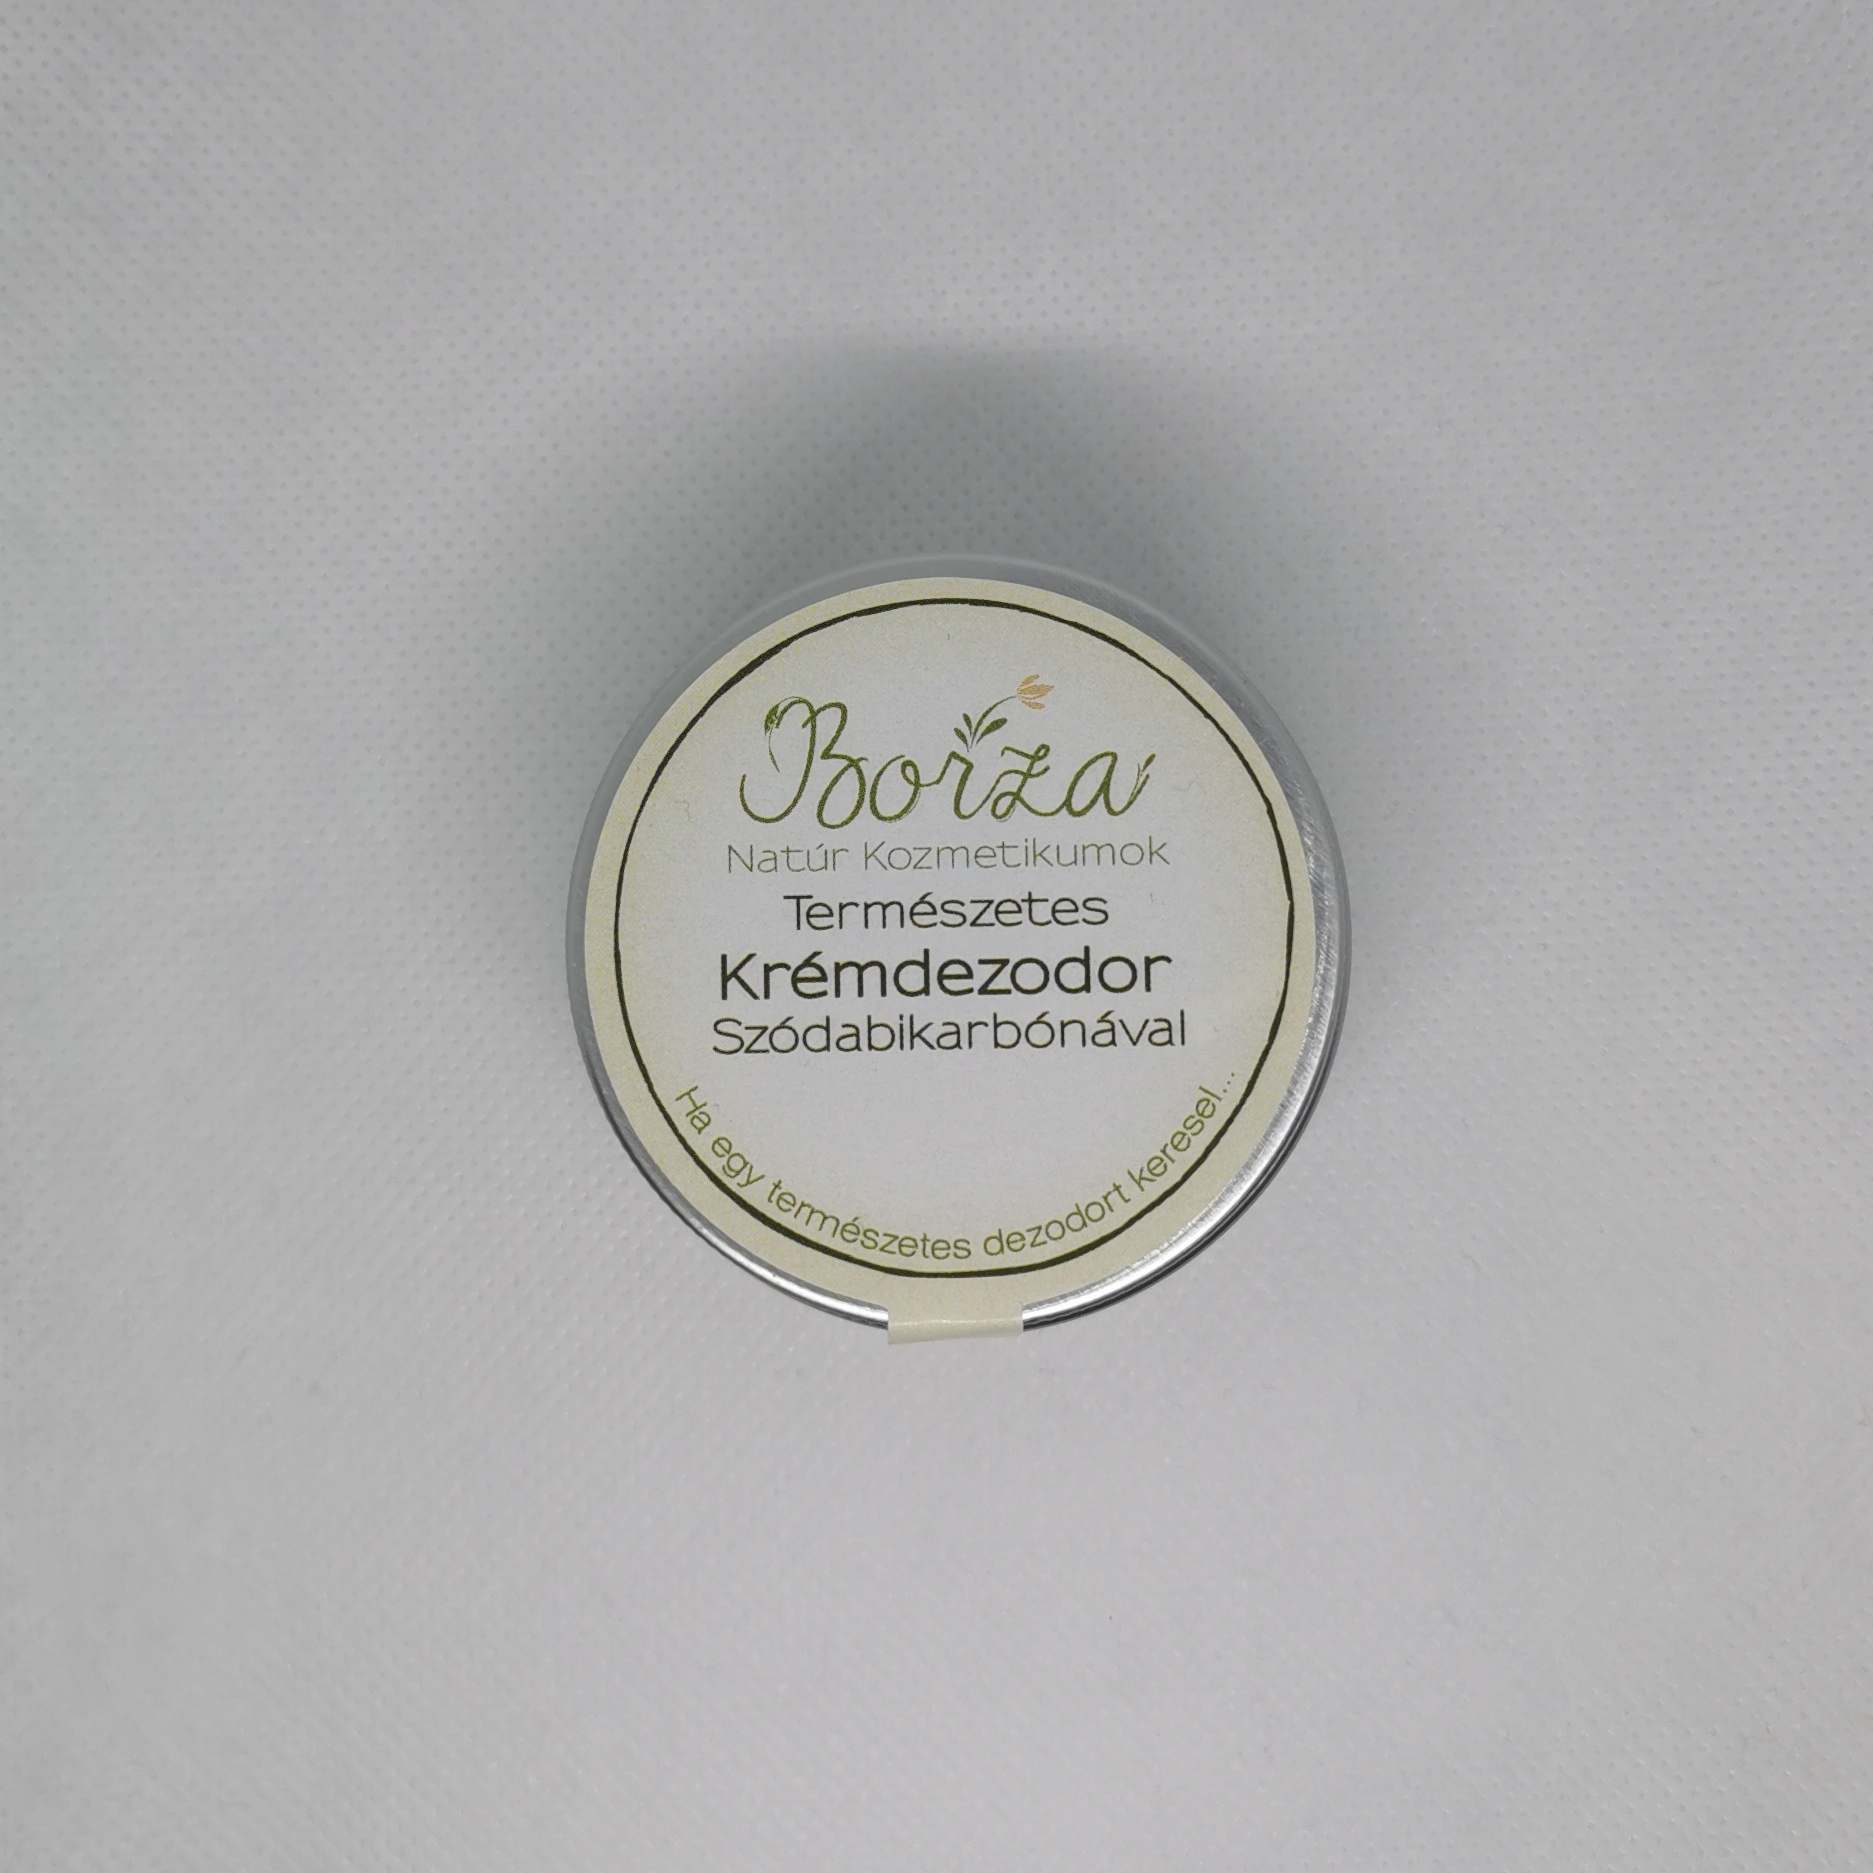 Borza
Natúr Kozmetikumok
Természetes
Krémdezodor
Szódabikarbónával
Ha egy természetes dezodort keresel...